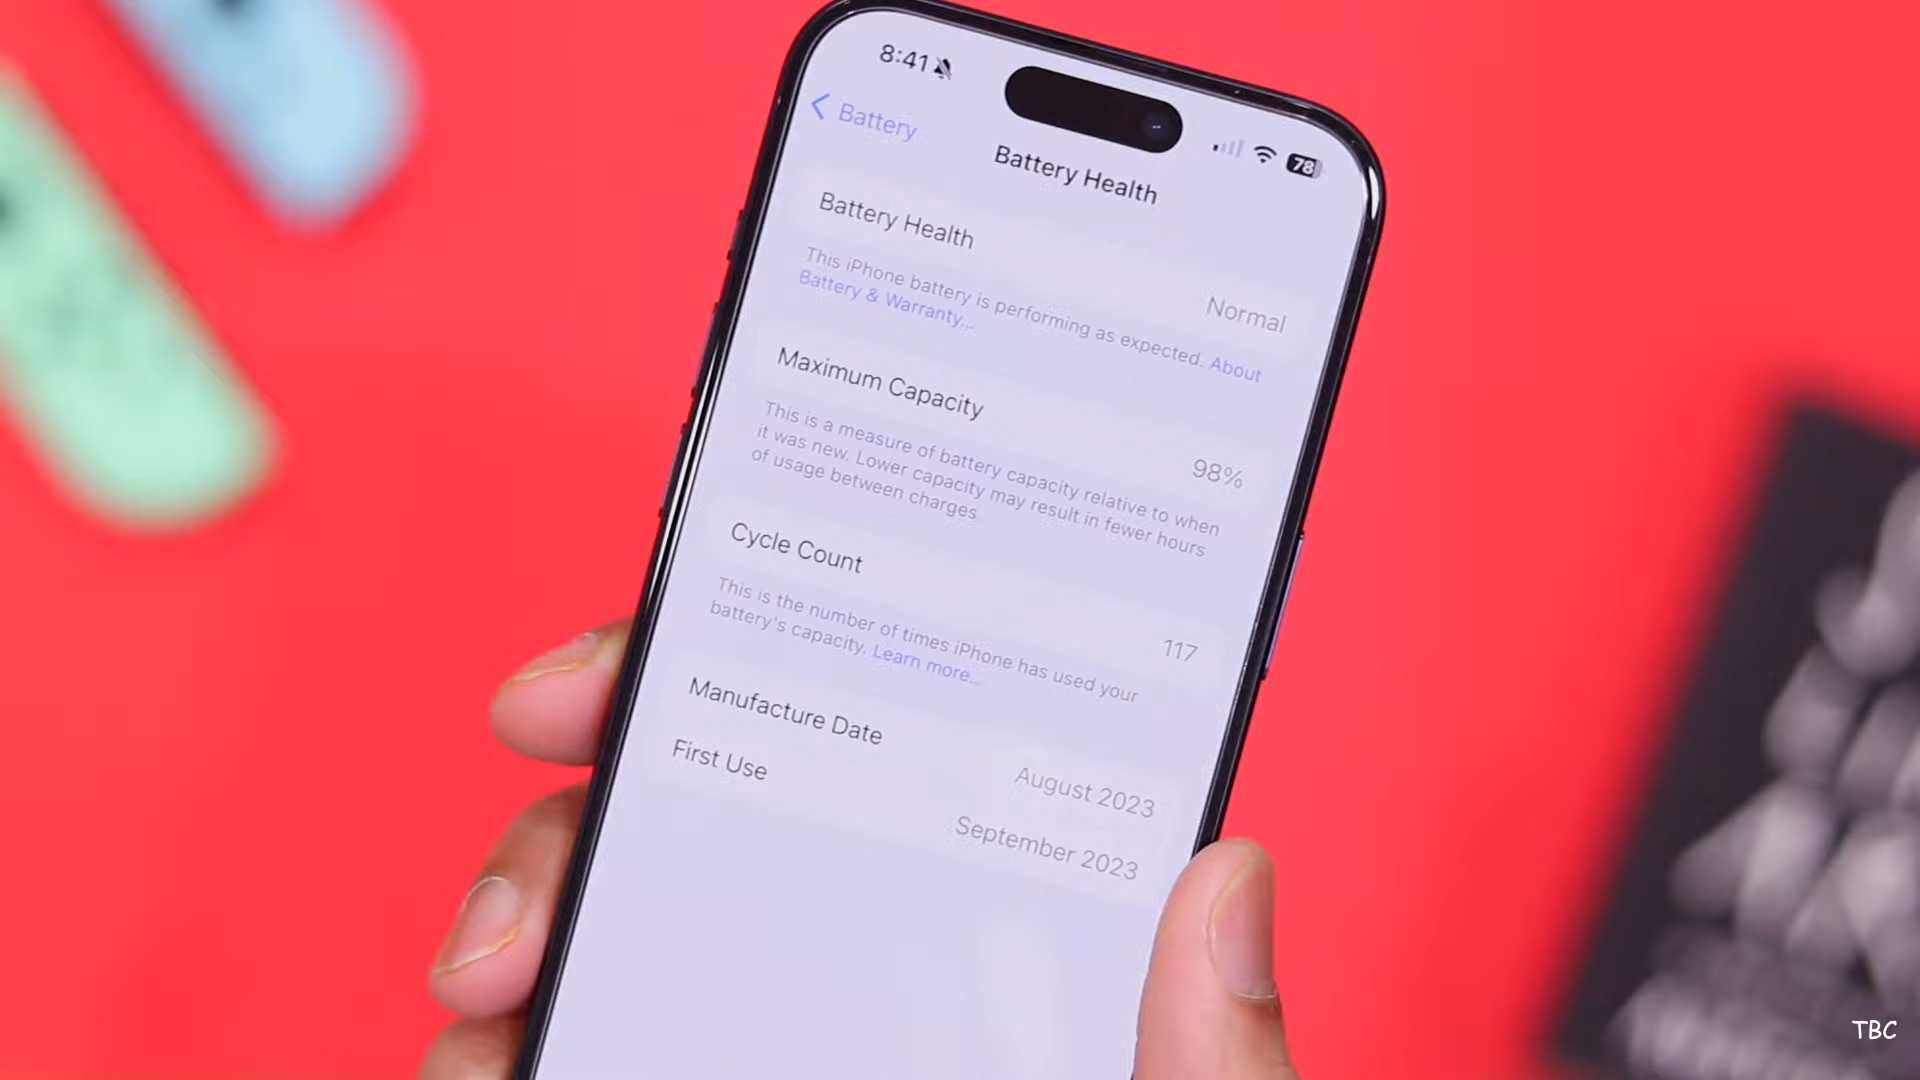 8:41
78
Battery
Battery Health
Battery Health
Normal
This iPhone battery is performing as expected. About
Battery & Warranty...
Maximum Capacity
98%
This is a measure of battery capacity relative to when
it was new. Lower capacity may result in fewer hours
of usage between charges
Cycle Count
117
This is the number of times iPhone has used your
battery's capacity. Learn more...
Manufacture Date
August 2023
First Use
September 2023
TBC